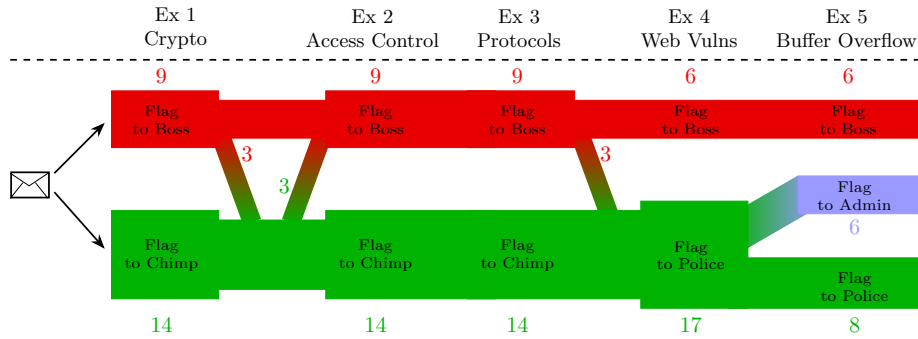 Ex 1
Crypto
Ex 2
Access Control
Ex 3
Protocols
Ex 4
Web Vulns
Ex 5
Buffer Overflow
9
9
9
6
6
Flag
to Boss
Flag
to Boss
Flag
to Boss
Flag
to Boss
Flag
to Boss
3
3
3
Flag
to Admin
6
Flag
to Chimp
Flag
to Chimp
Flag
to Chimp
Flag
to Police
Flag
to Police
14
14
14
17
8